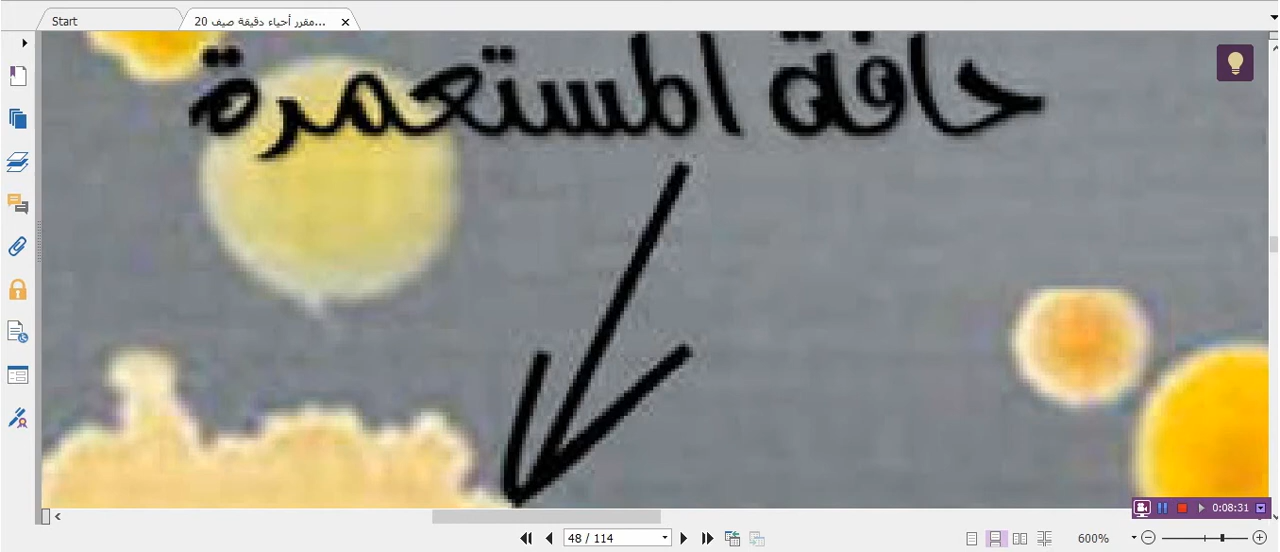 Start
مقرر أحياء دقيقة صيف 20...
حافة المستعمرة
0:08:31
48 / 114
600%